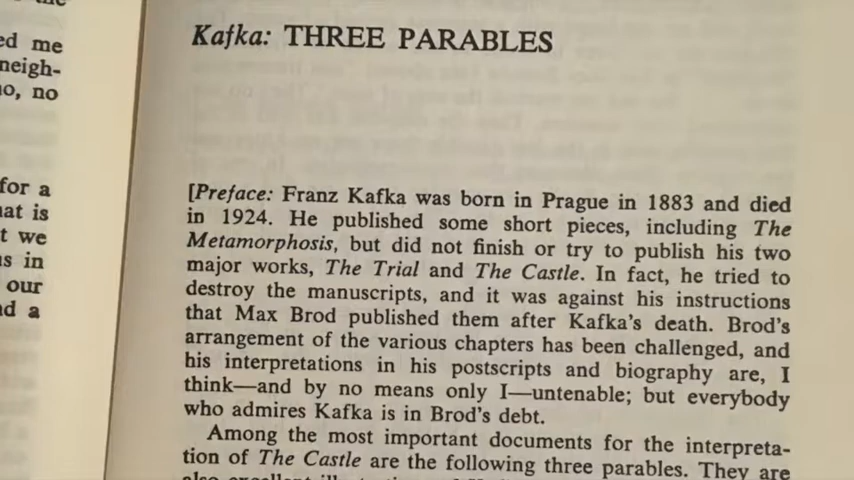 ed me
neigh-
no, no
for a
hat is
t we
as in
our
nd a
Kafka: THREE PARABLES
[Preface: Franz Kafka was born in Prague in 1883 and died
in 1924. He published some short pieces, including The
Metamorphosis, but did not finish or try to publish his two
major works, The Trial and The Castle. In fact, he tried to
destroy the manuscripts, and it was against his instructions
that Max Brod published them after Kafka's death. Brod's
arrangement of the various chapters has been challenged, and
his interpretations in his postscripts and biography are, I
think—and by no means only I—untenable; but everybody
who admires Kafka is in Brod's debt.
Among the most important documents for the interpreta-
tion of The Castle are the following three parables. They are